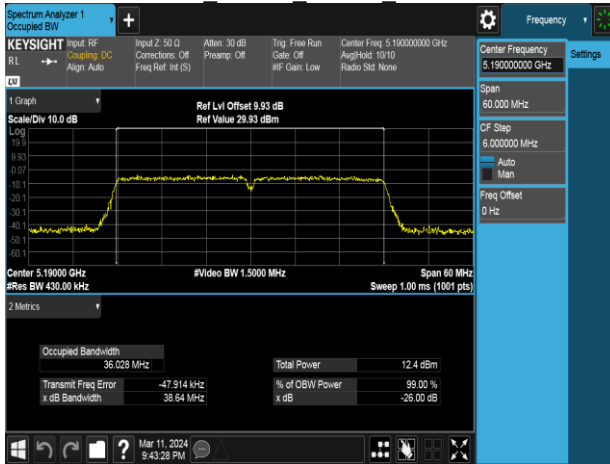 Spectrum Analyzer 1
Occupied BW
Frequency
KEYSIGHT
RL
Input: RF
Coupling: DC
Align: Auto
Input Z: 50 Ω
Corrections: Off
Freq Ref: Int (S)
Atten: 30 dB
Preamp: Off
Trig: Free Run
Gate: Off
#IF Gain: Low
Center Freq: 5.190000000 GHz
Avg|Hold: 10/10
Radio Std: None
LXI
Center Frequency
5.190000000 GHz
Settings
Span
60.000 MHz
CF Step
6.000000 MHz
Auto
Man
Freq Offset
0 Hz
1 Graph
Scale/Div 10.0 dB
Ref Lvl Offset 9.93 dB
Ref Value 29.93 dBm
Log
19.9
9.93
-0.07
-10.1
-20.1
-30.1
-40.1
-50.1
-60.1
Center 5.19000 GHz
#Res BW 430.00 kHz
#Video BW 1.5000 MHz
Span 60 MHz
Sweep 1.00 ms (1001 pts)
2 Metrics
Occupied Bandwidth
36.028 MHz
Total Power 12.4 dBm
Transmit Freq Error -47.914 kHz
% of OBW Power 99.00 %
x dB Bandwidth 38.64 MHz
x dB -26.00 dB
Mar 11, 2024
9:43:28 PM